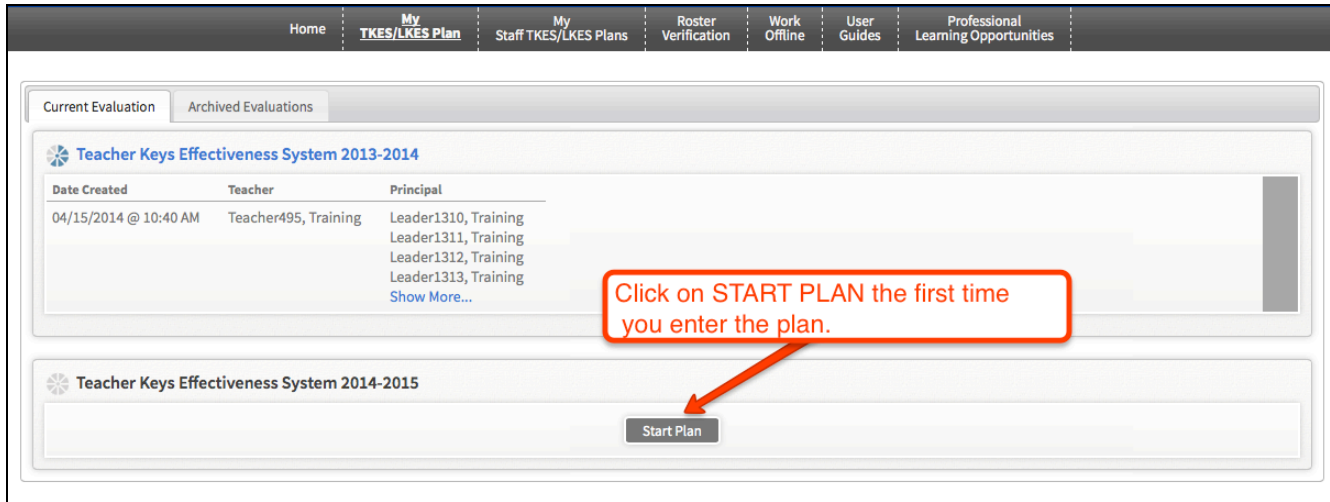 Home
My
TKES/LKES Plan
My
Staff TKES/LKES Plans
Roster
Verification
Work
Offline
User
Guides
Professional
Learning Opportunities
Current Evaluation
Archived Evaluations
Teacher Keys Effectiveness System 2013-2014
Date Created Teacher Principal
04/15/2014 @ 10:40 AM Teacher495, Training Leader1310, Training
Leader1311, Training
Leader1312, Training
Leader1313, Training
Show More...
Click on START PLAN the first time
you enter the plan.
Teacher Keys Effectiveness System 2014-2015
Start Plan